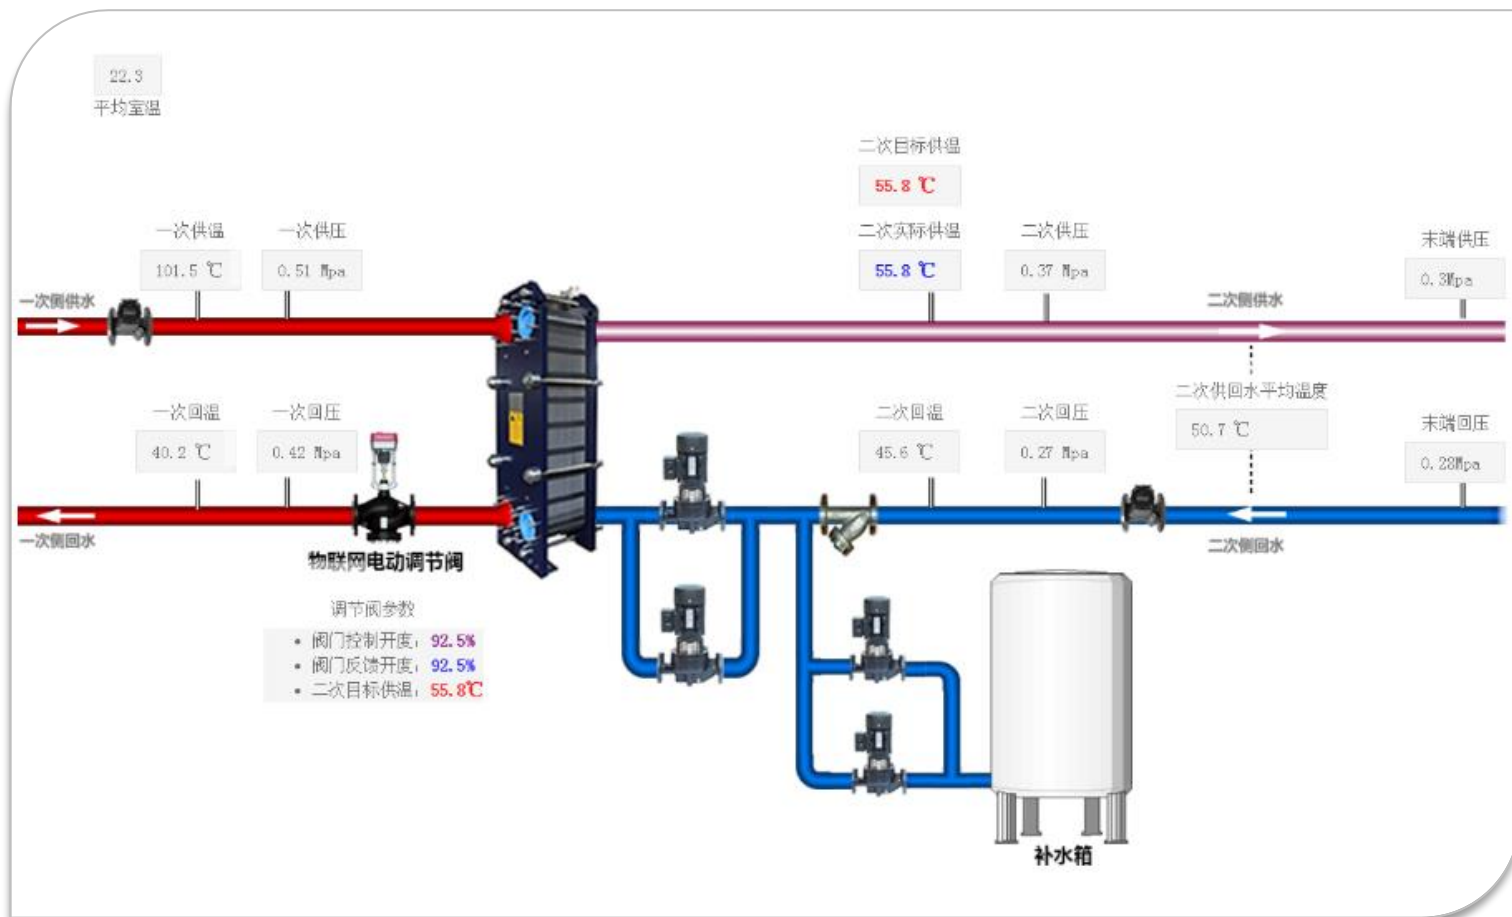 22.3
平均室温
二次目标供温
55.8 ℃
一次供温
一次供压
二次实际供温
二次供压
末端供压
101.5 ℃
0.51 Mpa
55.8 ℃
0.37 Mpa
0.3Mpa
一次侧供水
二次侧供水
一次回温
一次回压
二次回温
二次回压
二次供回水平均温度
末端回压
40.2 ℃
0.42 Mpa
45.6 ℃
0.27 Mpa
50.7 ℃
0.28Mpa
一次侧回水
二次侧回水
物联网电动调节阀
调节阀参数
• 阀门控制开度: 92.5%
• 阀门反馈开度: 92.5%
• 二次目标供温: 55.8℃
补水箱